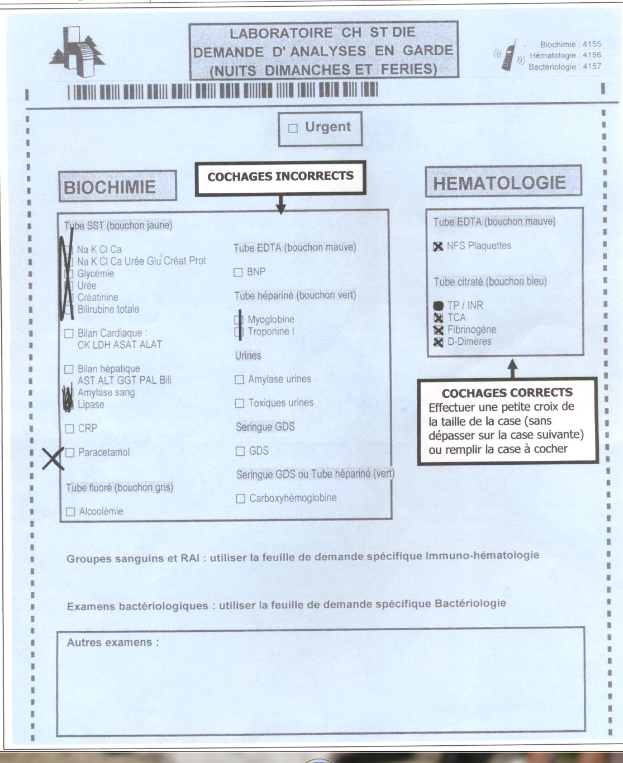 LABORATOIRE CH ST DIE
DEMANDE D' ANALYSES EN GARDE
(NUITS DIMANCHES ET FERIES)
Biochimie : 4155
Hématologie : 4156
Bactériologie : 4157
Urgent
BIOCHIMIE
COCHAGES INCORRECTS
HEMATOLOGIE
Tube SST (bouchon jaune)
Na K Cl Ca
Na K Cl Ca Urée Glu Créat Prot
Glycémie
Urée
Créatinine
Bilirubine totale
Bilan Cardiaque :
CK LDH ASAT ALAT
Bilan hépatique
AST ALT GGT PAL Bili
Amylase sang
Lipase
CRP
Paracetamol
Tube fluoré (bouchon gris)
Alcoolémie
Tube EDTA (bouchon mauve)
BNP
Tube hépariné (bouchon vert)
Myoglobine
Troponine I
Urines
Amylase urines
Toxiques urines
Seringue GDS
GDS
Seringue GDS ou Tube hépariné (vert)
Carboxyhémoglobine
Tube EDTA (bouchon mauve)
NFS Plaquettes
Tube citraté (bouchon bleu)
TP / INR
TCA
Fibrinogène
D-Dimères
COCHAGES CORRECTS
Effectuer une petite croix de
la taille de la case (sans
dépasser sur la case suivante)
ou remplir la case à cocher
Groupes sanguins et RAI : utiliser la feuille de demande spécifique Immuno-hématologie
Examens bactériologiques : utiliser la feuille de demande spécifique Bactériologie
Autres examens :